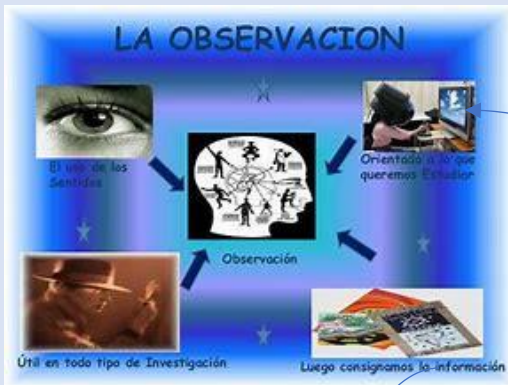 LA OBSERVACION
El uso de los
Sentidos
Orientada a lo que
queremos Estudiar
Observación
Útil en todo tipo de Investigación
Luego consignamos la información